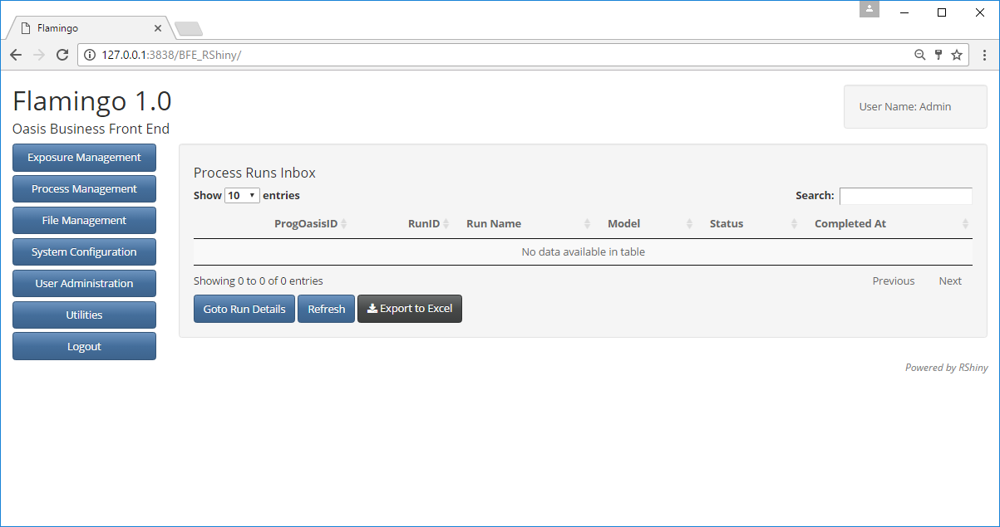 Flamingo
127.0.0.1:3838/BFE_RShiny/
Flamingo 1.0
User Name: Admin
Oasis Business Front End
Exposure Management
Process Management
File Management
System Configuration
User Administration
Utilities
Logout
Process Runs Inbox
Show 10 entries
Search:
ProgOasisID RunID Run Name Model Status Completed At
No data available in table
Showing 0 to 0 of 0 entries
Previous Next
Goto Run Details Refresh Export to Excel
Powered by RShiny